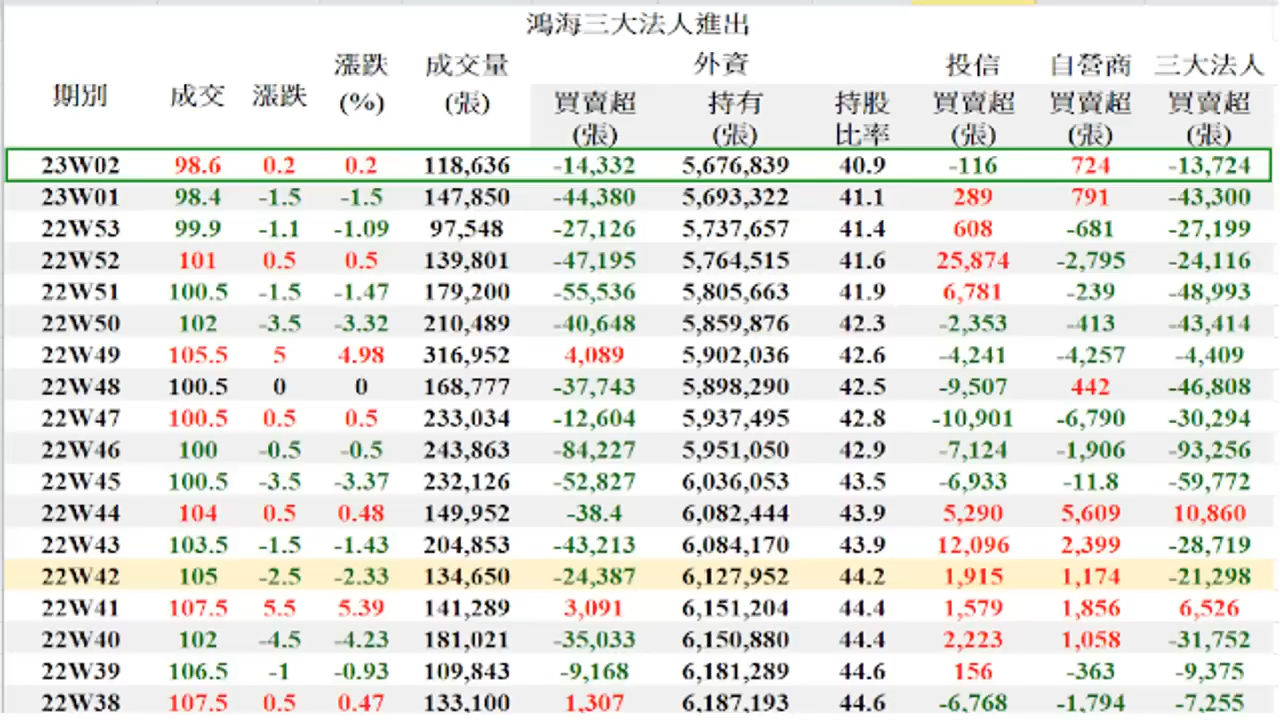 鴻海三大法人進出
期別 成交 漲跌 漲跌(%) 成交量(張) 外資 投信 自營商 三大法人
買賣超(張) 持有(張) 持股比率 買賣超(張) 買賣超(張) 買賣超(張)
23W02 98.6 0.2 0.2 118,636 -14,332 5,676,839 40.9 -116 724 -13,724
23W01 98.4 -1.5 -1.5 147,850 -44,380 5,693,322 41.1 289 791 -43,300
22W53 99.9 -1.1 -1.09 97,548 -27,126 5,737,657 41.4 608 -681 -27,199
22W52 101 0.5 0.5 139,801 -47,195 5,764,515 41.6 25,874 -2,795 -24,116
22W51 100.5 -1.5 -1.47 179,200 -55,536 5,805,663 41.9 6,781 -239 -48,993
22W50 102 -3.5 -3.32 210,489 -40,648 5,859,876 42.3 -2,353 -413 -43,414
22W49 105.5 5 4.98 316,952 4,089 5,902,036 42.6 -4,241 -4,257 -4,409
22W48 100.5 0 0 168,777 -37,743 5,898,290 42.5 -9,507 442 -46,808
22W47 100.5 0.5 0.5 233,034 -12,604 5,937,495 42.8 -10,901 -6,790 -30,294
22W46 100 -0.5 -0.5 243,863 -84,227 5,951,050 42.9 -7,124 -1,906 -93,256
22W45 100.5 -3.5 -3.37 232,126 -52,827 6,036,053 43.5 -6,933 -11.8 -59,772
22W44 104 0.5 0.48 149,952 -38.4 6,082,444 43.9 5,290 5,609 10,860
22W43 103.5 -1.5 -1.43 204,853 -43,213 6,084,170 43.9 12,096 2,399 -28,719
22W42 105 -2.5 -2.33 134,650 -24,387 6,127,952 44.2 1,915 1,174 -21,298
22W41 107.5 5.5 5.39 141,289 3,091 6,151,204 44.4 1,579 1,856 6,526
22W40 102 -4.5 -4.23 181,021 -35,033 6,150,880 44.4 2,223 1,058 -31,752
22W39 106.5 -1 -0.93 109,843 -9,168 6,181,289 44.6 156 -363 -9,375
22W38 107.5 0.5 0.47 133,100 1,307 6,187,193 44.6 -6,768 -1,794 -7,255